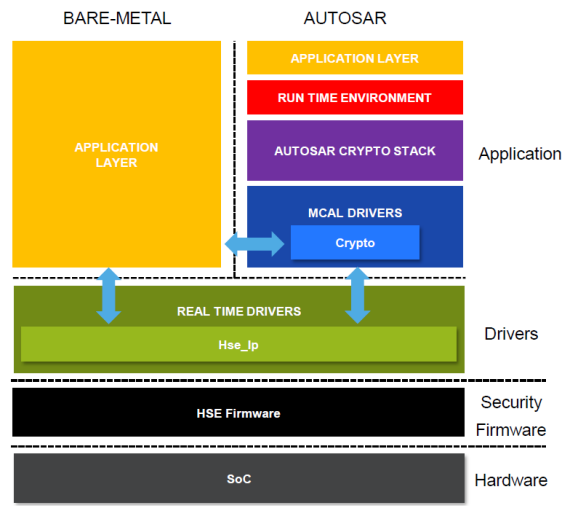 BARE-METAL
AUTOSAR
APPLICATION
LAYER
APPLICATION LAYER
RUN TIME ENVIRONMENT
AUTOSAR CRYPTO STACK
MCAL DRIVERS
Crypto
Application
REAL TIME DRIVERS
Hse_Ip
Drivers
HSE Firmware
Security
Firmware
SoC
Hardware